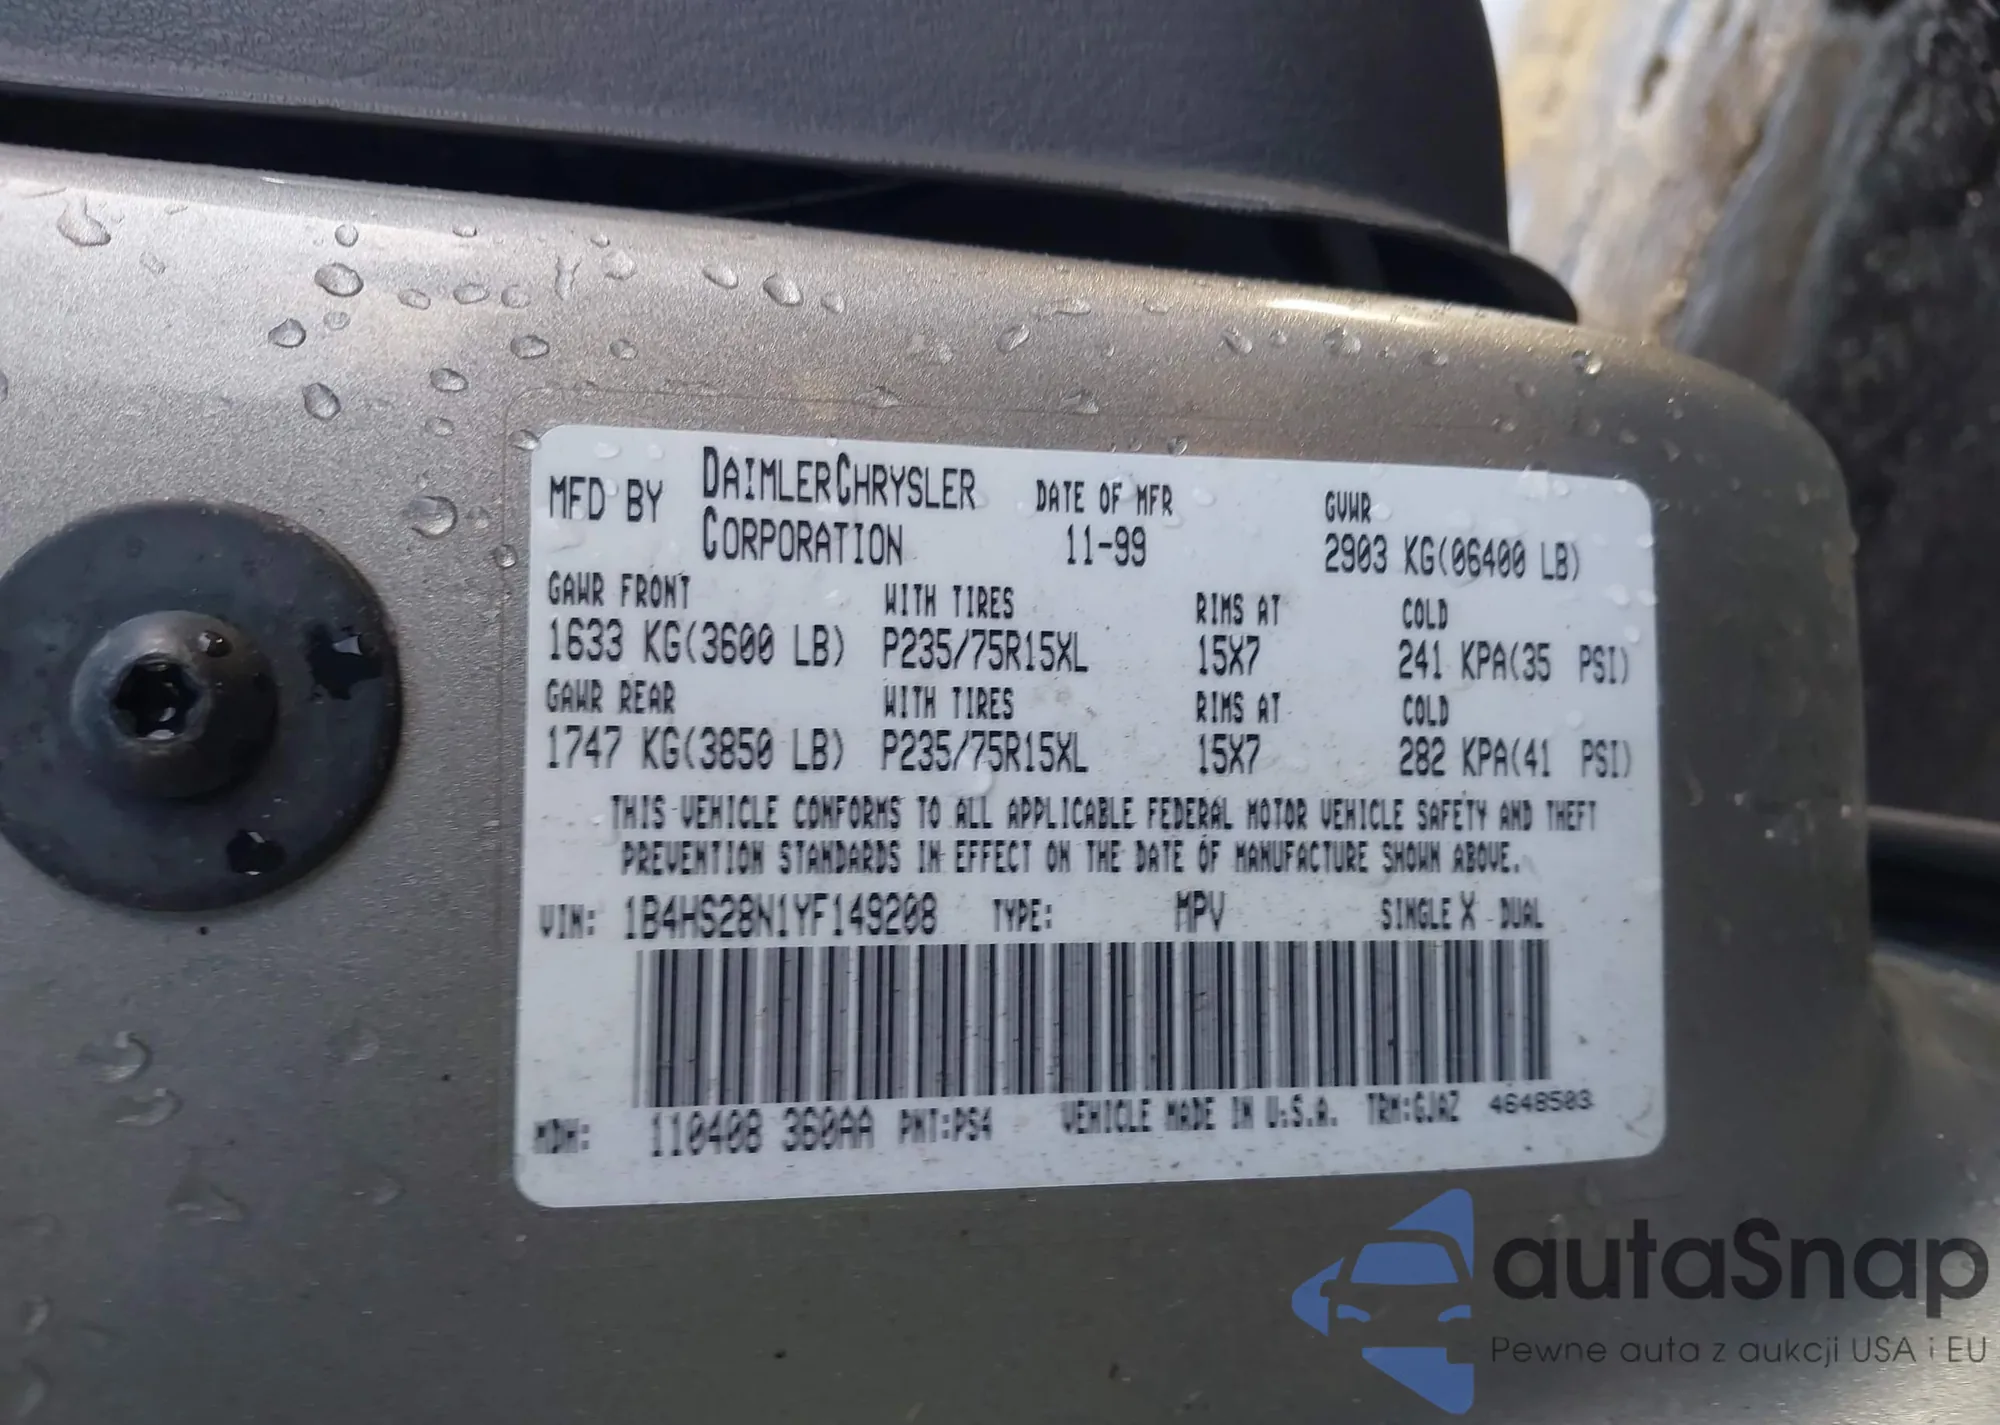 MFD BY DAIMLERCHRYSLER CORPORATION DATE OF MFR 11-99 GVWR 2903 KG(06400 LB)
GAWR FRONT WITH TIRES RIMS AT COLD
1633 KG(3600 LB) P235/75R15XL 15X7 241 KPA(35 PSI)
GAWR REAR WITH TIRES RIMS AT COLD
1747 KG(3850 LB) P235/75R15XL 15X7 282 KPA(41 PSI)
THIS VEHICLE CONFORMS TO ALL APPLICABLE FEDERAL MOTOR VEHICLE SAFETY AND THEFT
PREVENTION STANDARDS IN EFFECT ON THE DATE OF MANUFACTURE SHOWN ABOVE.
VIN: 1B4HS28N1YF149208 TYPE: MPV SINGLE X DUAL
MDH: 110408 360AA PNT:PS4 VEHICLE MADE IN U.S.A. TRM:GJAZ 4648503
autaSnap
Pewne auta z aukcji USA i EU